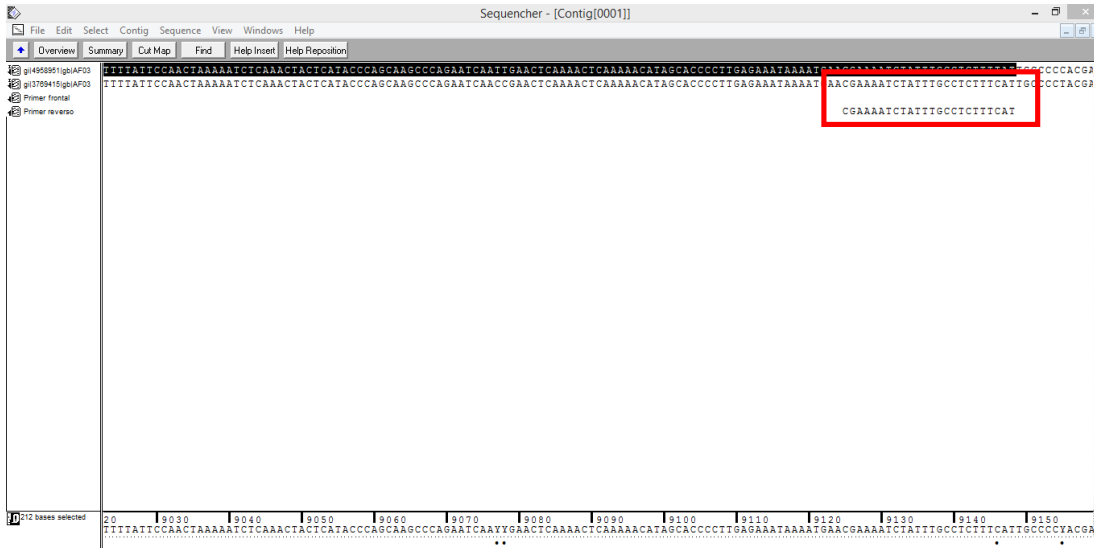 Sequencher - [Contig[0001]]
File Edit Select Contig Sequence View Windows Help
Overview Summary Cut Map Find Help Insert Help Reposition
gi|4958951|gb|AF03 TTTTATTCCAACTAAAAATCTCAAACTACTCATACCCAGCAAGCCCAGAATCAATTGAACTCAAAACTCAAAAACATAGCACCCCTTGAGAAATAAAATGAACGAAAATCTATTTGCCTCTTTTATTGCCCCCACGA
gi|3769415|gb|AF03 TTTTATTCCAACTAAAAATCTCAAACTACTCATACCCAGCAAGCCCAGAATCAACCGAACTCAAAACTCAAAAACATAGCACCCCTTGAGAAATAAAATGAACGAAAATCTATTTGCCTCTTTCATTGCCCCTACGA
Primer frontal
Primer reverso CGAAAATCTATTTGCCTCTTTCAT
212 bases selected 20 9030 9040 9050 9060 9070 9080 9090 9100 9110 9120 9130 9140 9150
TTTTATTCCAACTAAAAATCTCAAACTACTCATACCCAGCAAGCCCAGAATCAAYYGAACTCAAAACTCAAAAACATAGCACCCCTTGAGAAATAAAATGAACGAAAATCTATTTGCCTCTTTCATTGCCCCYACGA